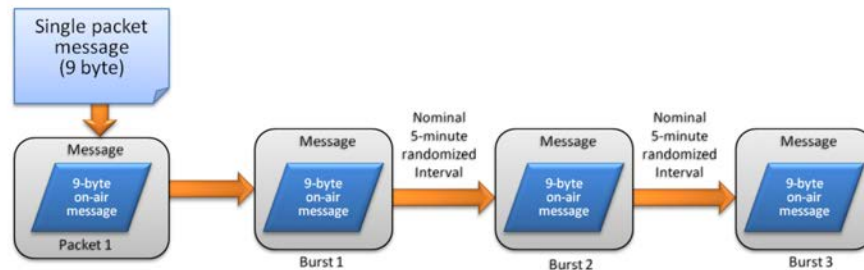 Single packet
message
(9 byte)
Message
9-byte
on-air
message
Packet 1
Message
9-byte
on-air
message
Burst 1
Nominal
5-minute
randomized
Interval
Message
9-byte
on-air
message
Burst 2
Nominal
5-minute
randomized
Interval
Message
9-byte
on-air
message
Burst 3